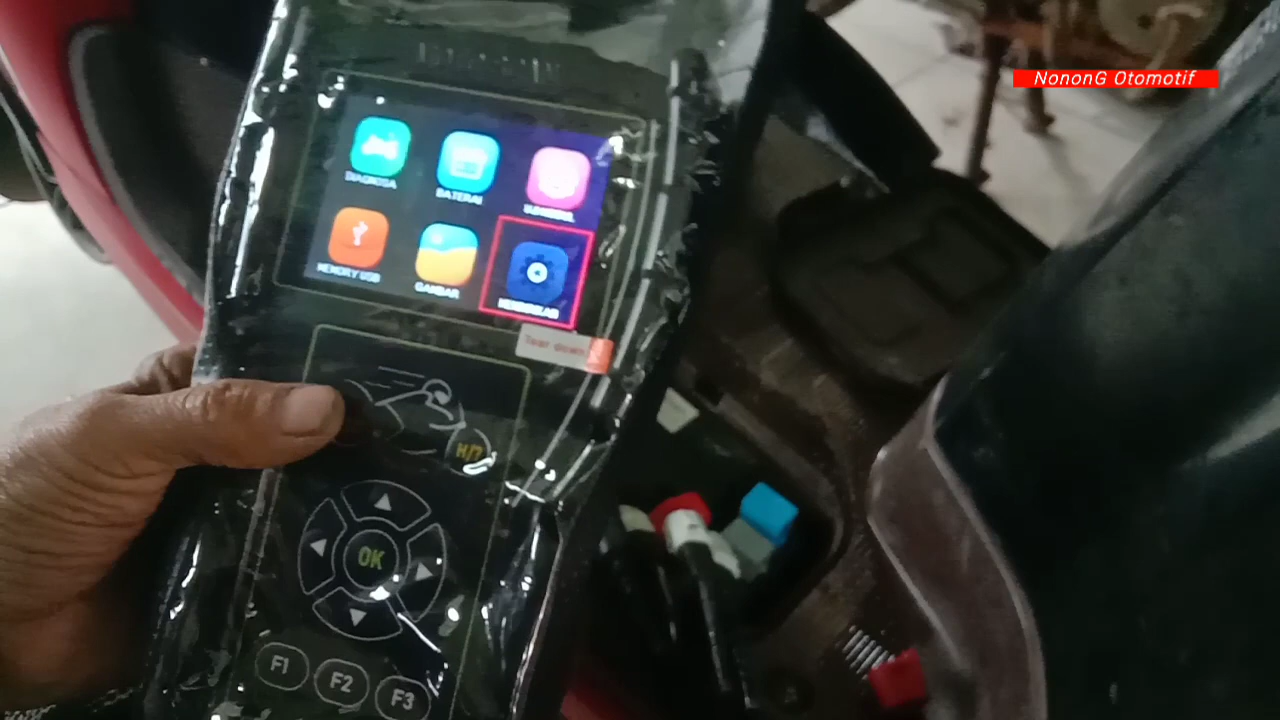 NononG Otomotif
DIAGNOSA
BATERAI
MEMORY USB
GAMBAR
Tear down
H/?
OK
F1
F2
F3